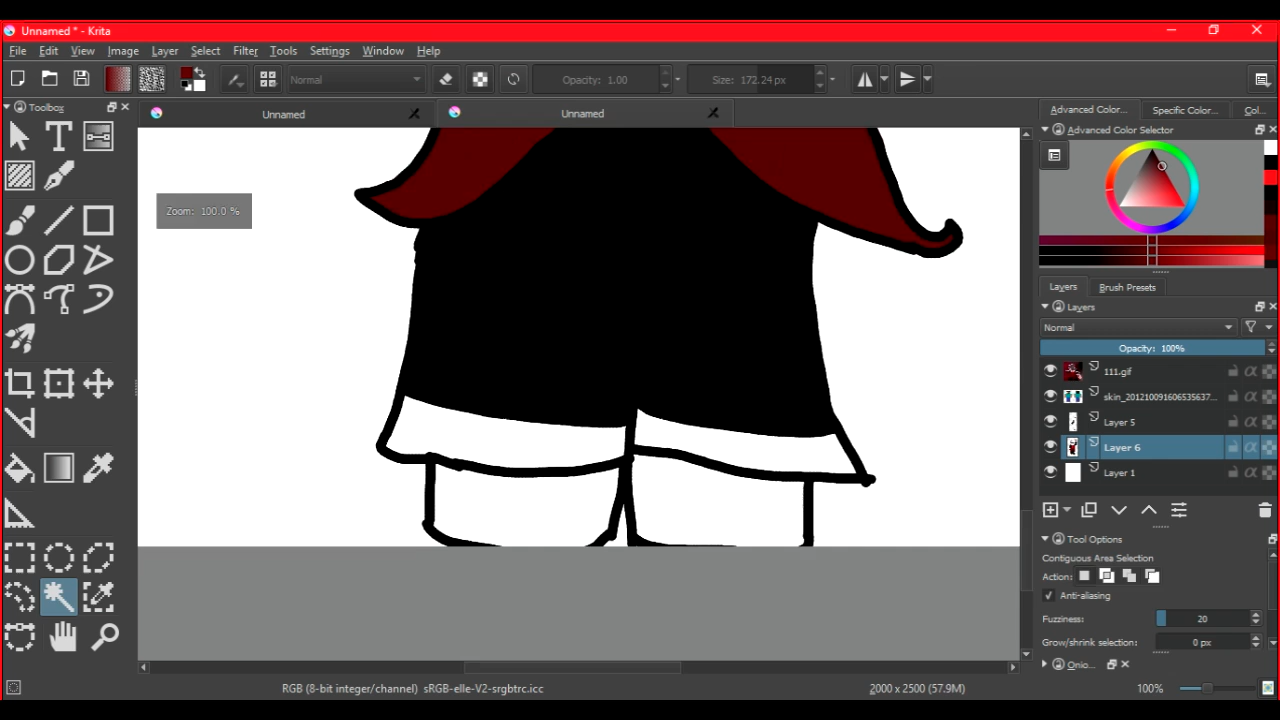 Unnamed * - Krita
File Edit View Image Layer Select Filter Tools Settings Window Help
Normal Opacity: 1.00 Size: 172.24 px
Toolbox
Unnamed Unnamed
Advanced Color... Specific Color... Col...
Advanced Color Selector
Zoom: 100.0 %
Layers Brush Presets
Layers
Normal
Opacity: 100%
111.gif
skin_201210091606535637...
Layer 5
Layer 6
Layer 1
Tool Options
Contiguous Area Selection
Action:
Anti-aliasing
Fuzziness: 20
Grow/shrink selection: 0 px
Onio...
RGB (8-bit integer/channel) sRGB-elle-V2-srgbtrc.icc 2000 x 2500 (57.9M) 100%